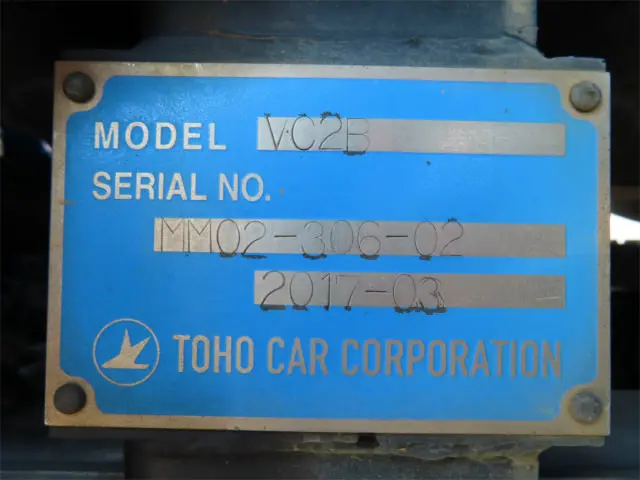 MODEL VC2B
SERIAL NO.
MM02-306-02
2017-03
TOHO CAR CORPORATION